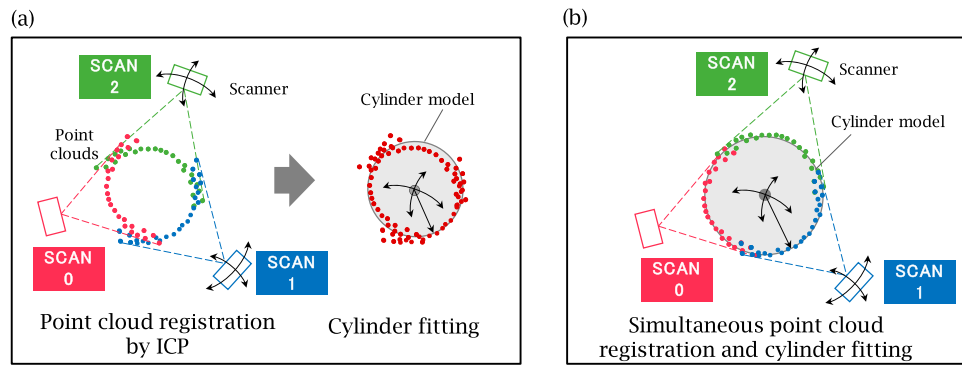 (a)
SCAN
2
Scanner
Point
clouds
SCAN
0
SCAN
1
Point cloud registration
by ICP
Cylinder model
Cylinder fitting
(b)
SCAN
2
Scanner
Cylinder model
SCAN
0
SCAN
1
Simultaneous point cloud
registration and cylinder fitting